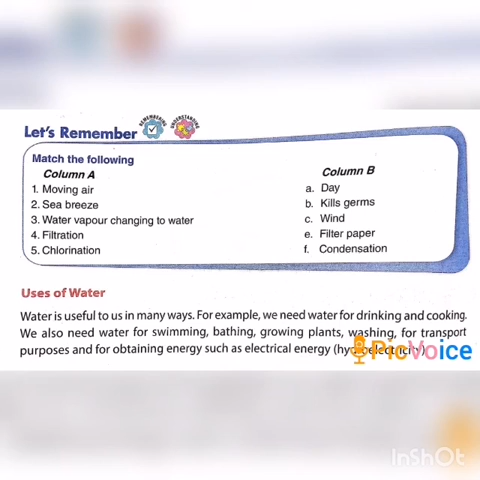 REMEMBERING
UNDERSTANDING
Let's Remember
Match the following
Column A
Column B
1. Moving air
a. Day
2. Sea breeze
b. Kills germs
3. Water vapour changing to water
c. Wind
4. Filtration
e. Filter paper
5. Chlorination
f. Condensation
Uses of Water
Water is useful to us in many ways. For example, we need water for drinking and cooking.
We also need water for swimming, bathing, growing plants, washing, for transport
purposes and for obtaining energy such as electrical energy (hydroelectricity).
PicVoice
InShOt